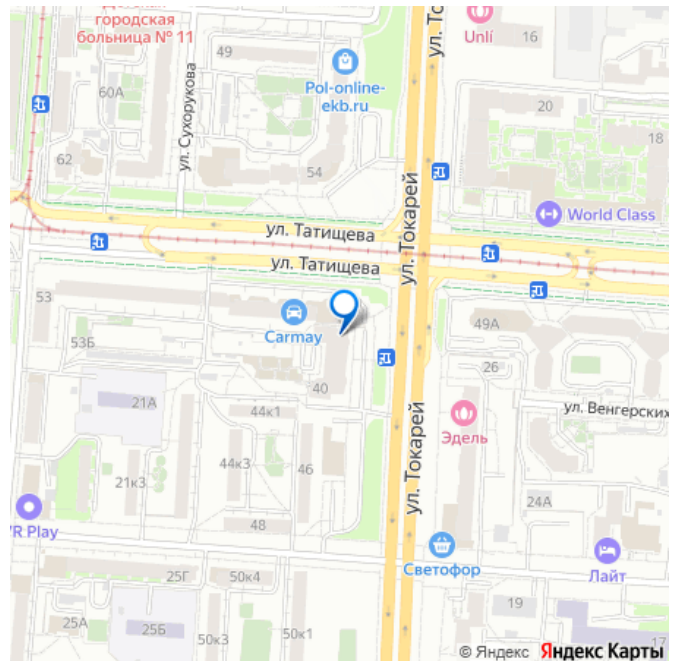 городская
больница № 11
49
Pol-online-
ekb.ru
Unlí
16
ул. То
60А
ул. Сухорукова
20
18
62
54
World Class
ул. Татищева
ул. Токарей
ул. Татищева
53
Carmay
49А
53Б
26
40
21А
44к1
ул. Венгерских
Эдель
ул. Токарей
44к3
46
21к3
24А
VR Play
48
Светофор
Лайт
25Г
50к4
19
25А
25Б
50к3
50к1
17
© Яндекс Яндекс Карты